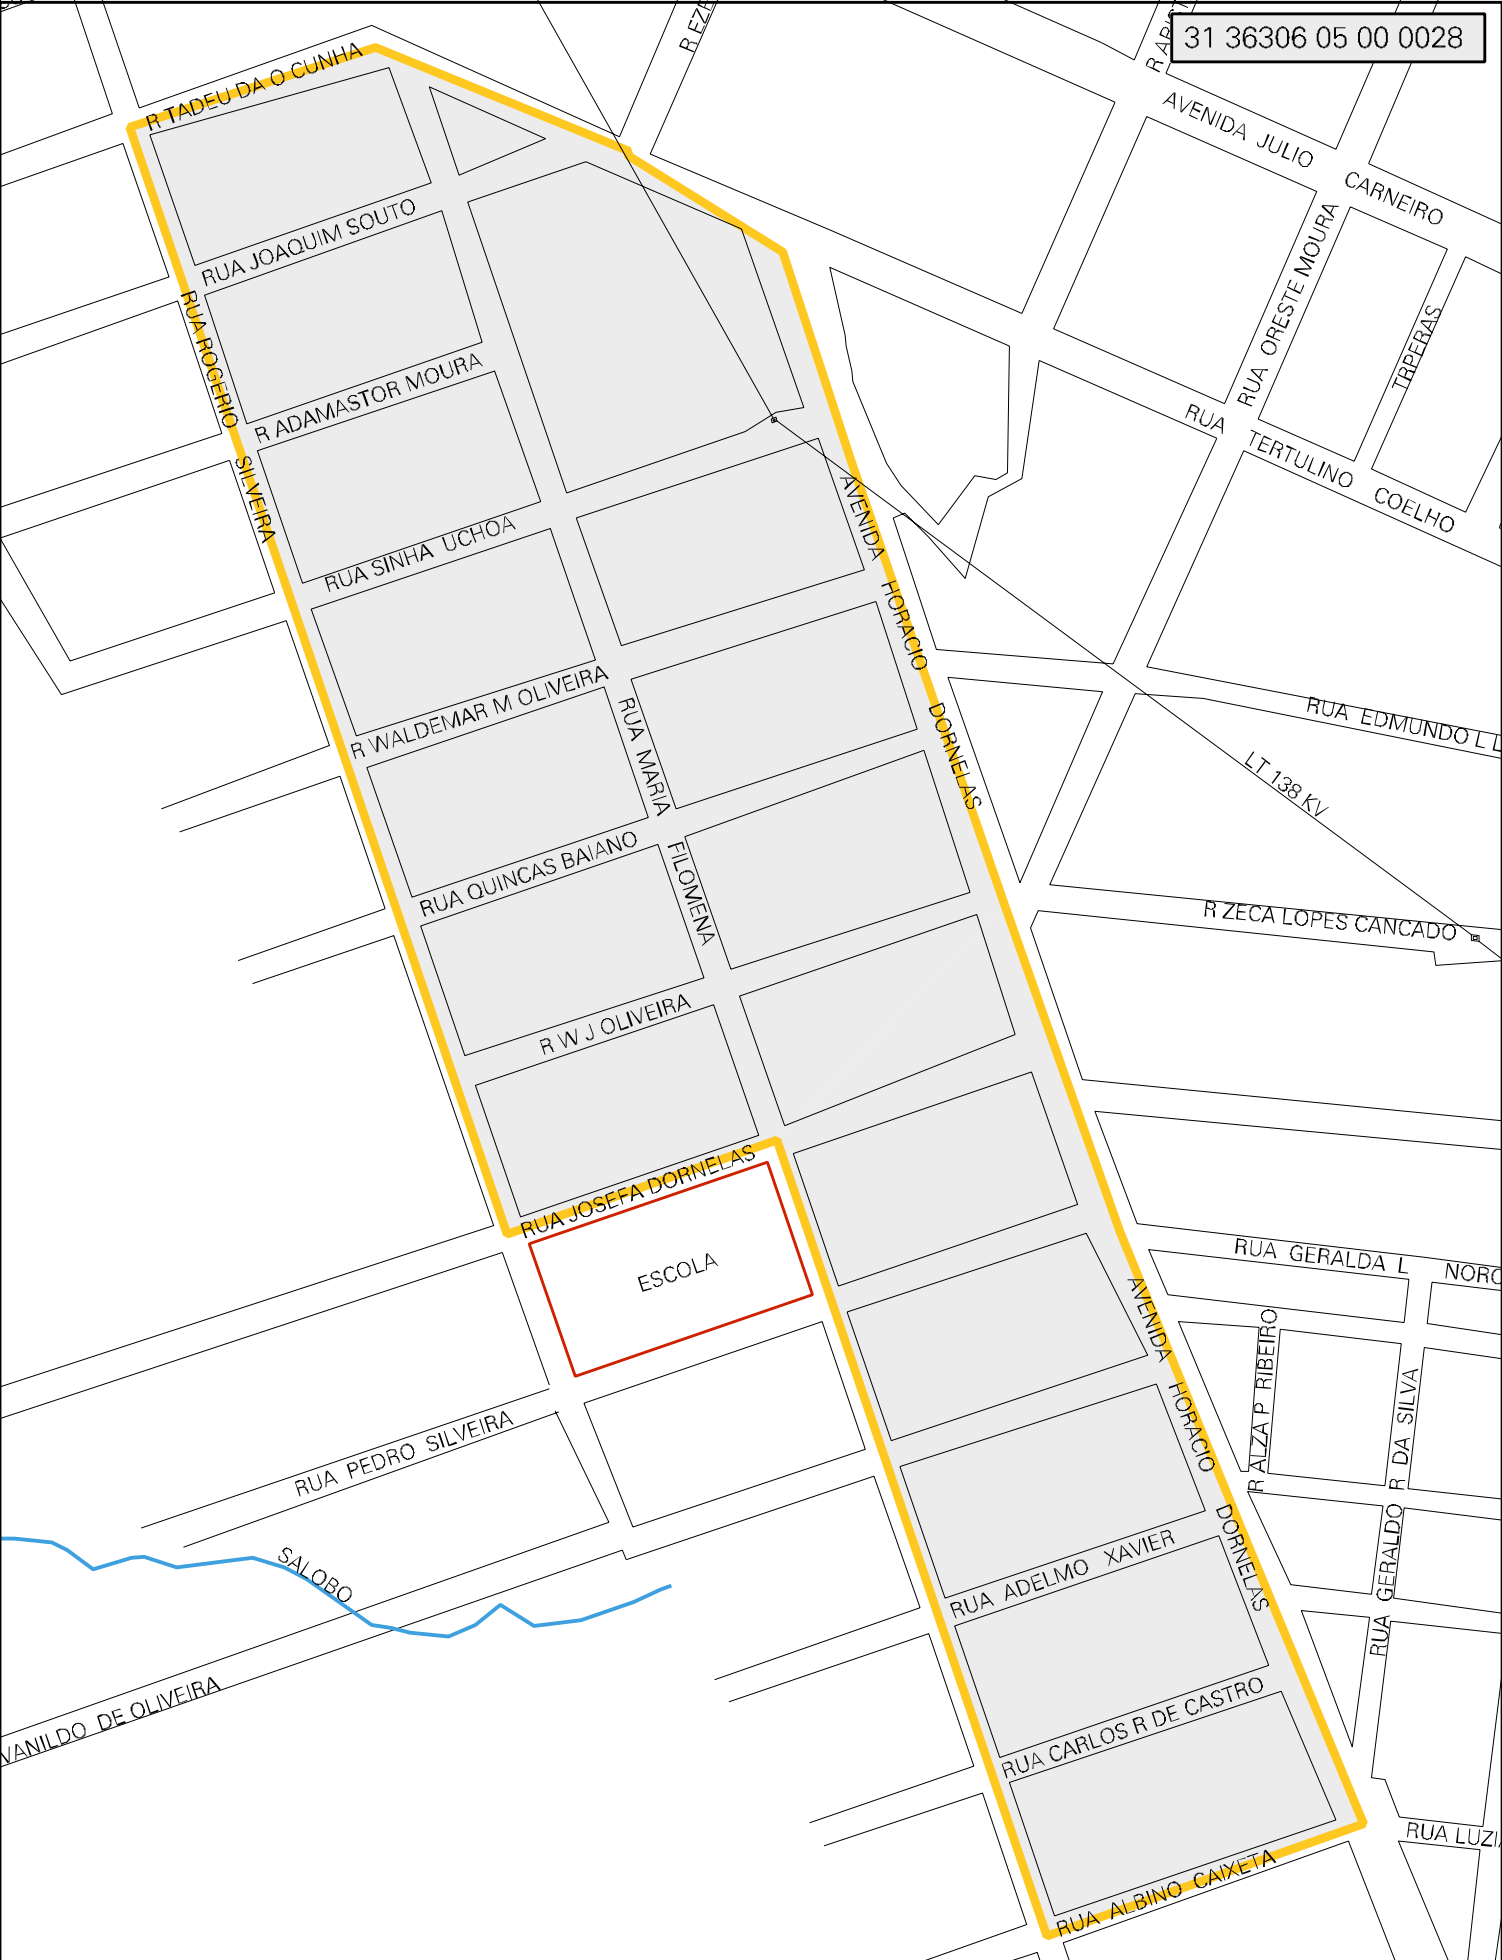 31 36306 05 00 0028
R TADEU DA O CUNHA
AVENIDA JULIO CARNEIRO
RUA JOAQUIM SOUTO
RUA ROGERIO SILVEIRA
RUA ORESTE MOURA
TRPERAS
R ADAMASTOR MOURA
RUA TERTULINO COELHO
RUA SINHA UCHOA
AVENIDA HORACIO DORNELAS
R WALDEMAR M OLIVEIRA
RUA MARIA FILOMENA
RUA EDMUNDO L L
LT 138 KV
RUA QUINCAS BAIANO
R ZECA LOPES CANCADO
R W J OLIVEIRA
RUA JOSEFA DORNELAS
ESCOLA
RUA GERALDA L NORO
AVENIDA HORACIO DORNELAS
R ALZA P RIBEIRO
RUA GERALDO R DA SILVA
RUA PEDRO SILVEIRA
SALOBO
RUA ADELMO XAVIER
VANILDO DE OLIVEIRA
RUA CARLOS R DE CASTRO
RUA LUZI
RUA ALBINO CAIXETA